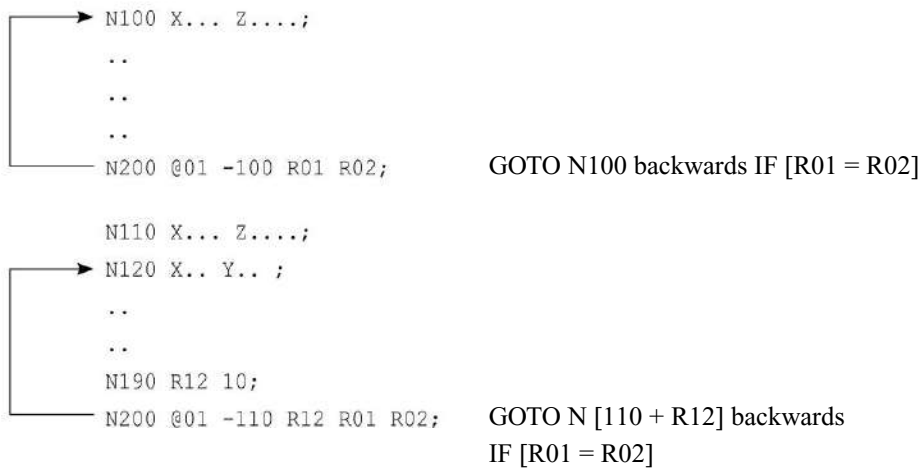 N100 X... Z....;
..
..
..
N200 @01 -100 R01 R02; GOTO N100 backwards IF [R01 = R02]
N110 X... Z....;
N120 X.. Y.. ;
..
..
N190 R12 10;
N200 @01 -110 R12 R01 R02; GOTO N [110 + R12] backwards
IF [R01 = R02]